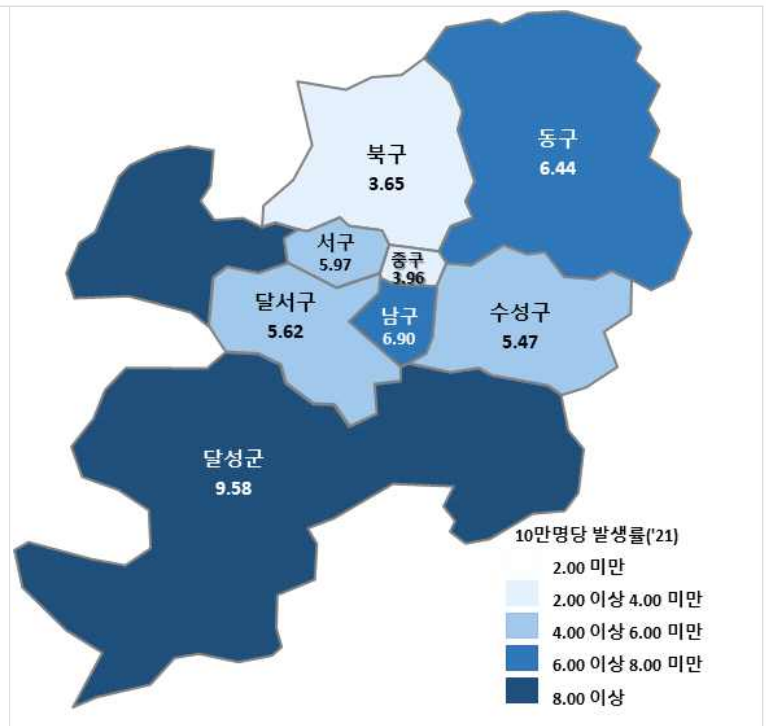 북구
3.65
동구
6.44
서구
5.97
중구
3.96
달서구
5.62
남구
6.90
수성구
5.47
달성군
9.58
10만명당 발생률('21)
2.00 미만
2.00 이상 4.00 미만
4.00 이상 6.00 미만
6.00 이상 8.00 미만
8.00 이상